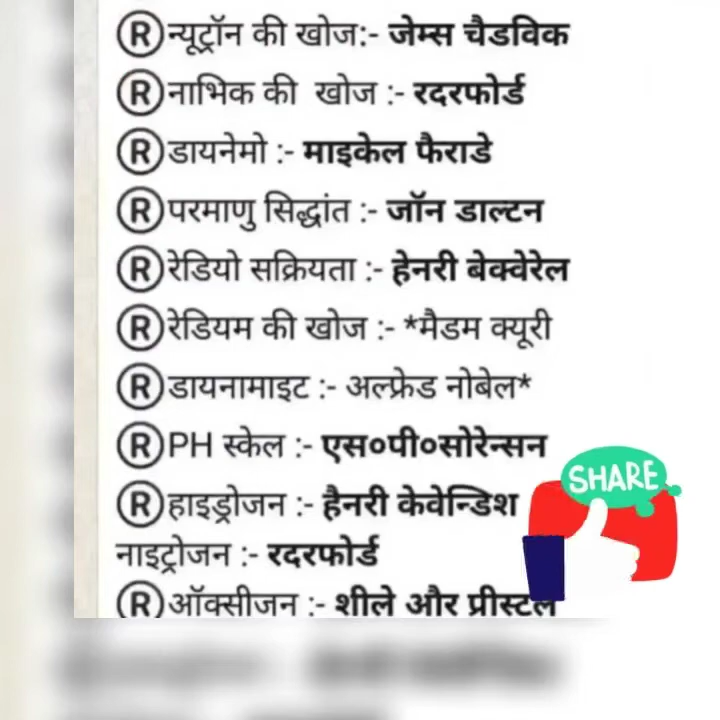 Ⓡन्यूट्रॉन की खोज:- जेम्स चैडविक
Ⓡनाभिक की खोज :- रदरफोर्ड
Ⓡडायनेमो :- माइकेल फैराडे
Ⓡपरमाणु सिद्धांत :- जॉन डाल्टन
Ⓡरेडियो सक्रियता :- हेनरी बेक्वेरेल
Ⓡरेडियम की खोज :- *मैडम क्यूरी
Ⓡडायनामाइट :- अल्फ्रेड नोबेल*
ⓇPH स्केल :- एस०पी०सोरेन्सन
SHARE
Ⓡहाइड्रोजन :- हैनरी केवेन्डिश
नाइट्रोजन :- रदरफोर्ड
Ⓡऑक्सीजन :- शीले और प्रीस्टले